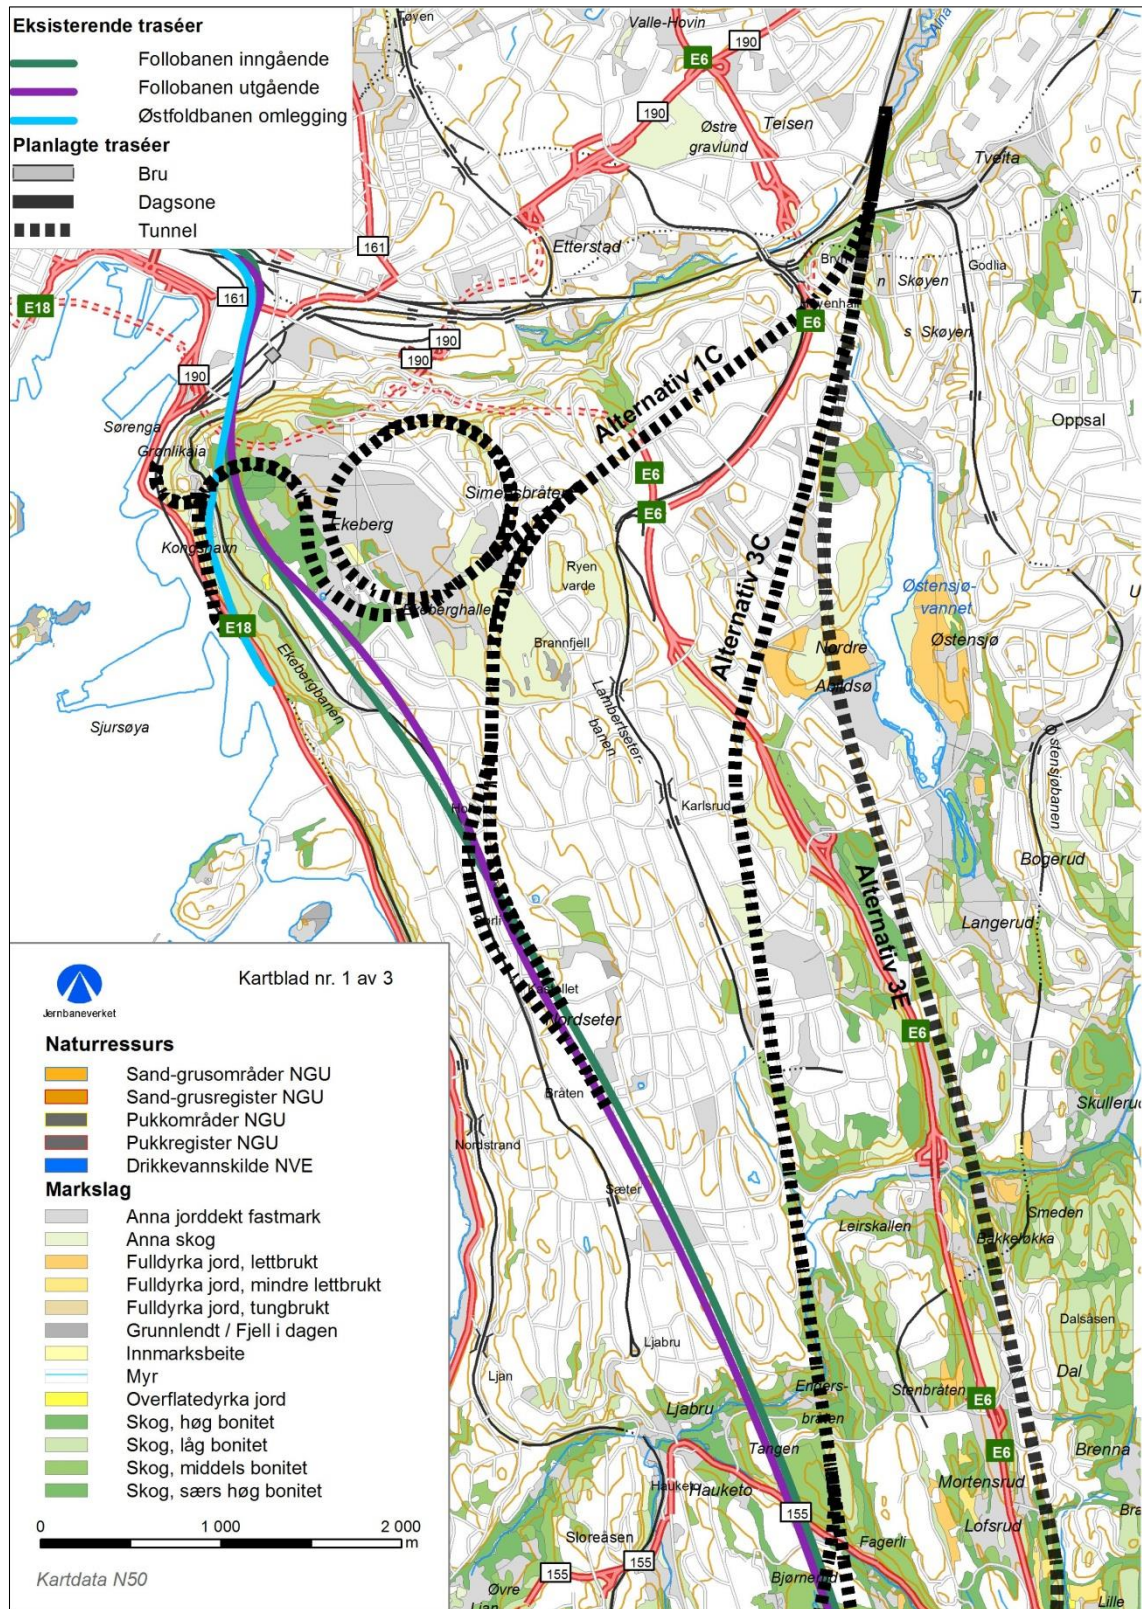 Eksisterende traséer
Follobanen inngående
Follobanen utgående
Østfoldbanen omlegging
Planlagte traséer
Bru
Dagsone
Tunnel
Valle-Hovin
190
E6
Alna
190
Østre
gravlund
Teisen
Tveita
161
Etterstad
Bryn
Skøyen
Godlia
E18
161
E6
s Skøyen
190
190
190
Alternativ 1C
Oppsal
Sørenga
Grønlikaia
E6
E6
Ekeberg
Kongshavn
Ryen
varde
Alternativ 3C
Østensjø-
vannet
Østensjø
E18
Brannfjell
Nordre
Abildsø
Ekebergbanen
Lambertseter-
banen
Sjursøya
Karlsrud
Østensjøbanen
Bogerud
Langerud
Alternativ 3E
E6
Nordseter
Bråten
Nordstrand
Skullerud
Sæter
Leirskallen
Smeden
Bakkeløkka
Dalsåsen
Ljabru
Dal
Ljan
Stenbråten
E6
Ljabru
Enders-
bråten
Tangen
E6
Brenna
Hauketo
Hauketo
Mortensrud
155
Lofsrud
Sloreåsen
155
155
Fagerli
Bjørnerud
Øvre
Ljan
Lille
Kartblad nr. 1 av 3
Jernbaneverket
Naturressurs
Sand-grusområder NGU
Sand-grusregister NGU
Pukkområder NGU
Pukkregister NGU
Drikkevannskilde NVE
Markslag
Anna jorddekt fastmark
Anna skog
Fulldyrka jord, lettbrukt
Fulldyrka jord, mindre lettbrukt
Fulldyrka jord, tungbrukt
Grunnlendt / Fjell i dagen
Innmarksbeite
Myr
Overflatedyrka jord
Skog, høg bonitet
Skog, låg bonitet
Skog, middels bonitet
Skog, særs høg bonitet
0 1 000 2 000
m
Kartdata N50